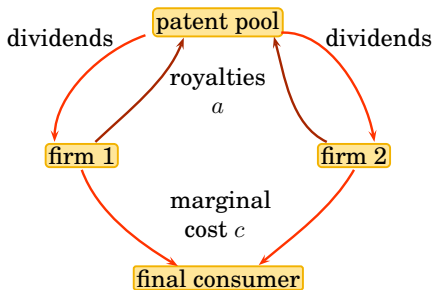 patent pool
dividends
dividends
royalties
a
firm 1
firm 2
marginal
cost c
final consumer